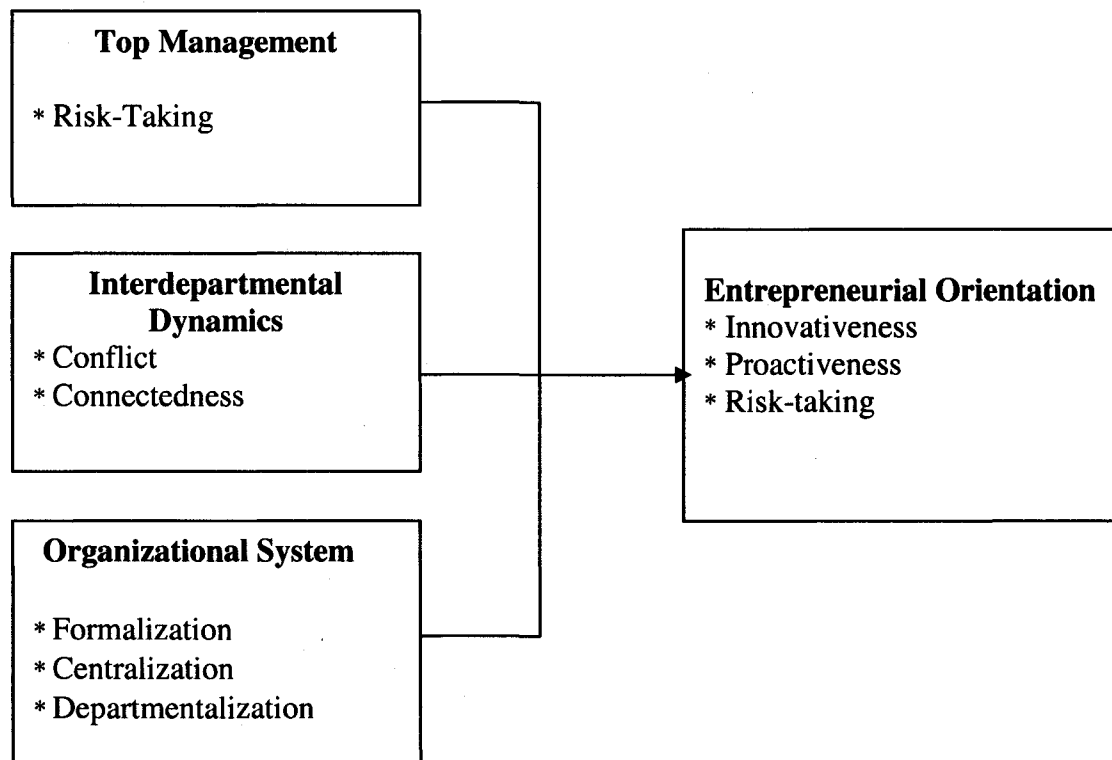 Top Management
* Risk-Taking
Interdepartmental
Dynamics
* Conflict
* Connectedness
Organizational System
* Formalization
* Centralization
* Departmentalization
Entrepreneurial Orientation
* Innovativeness
* Proactiveness
* Risk-taking